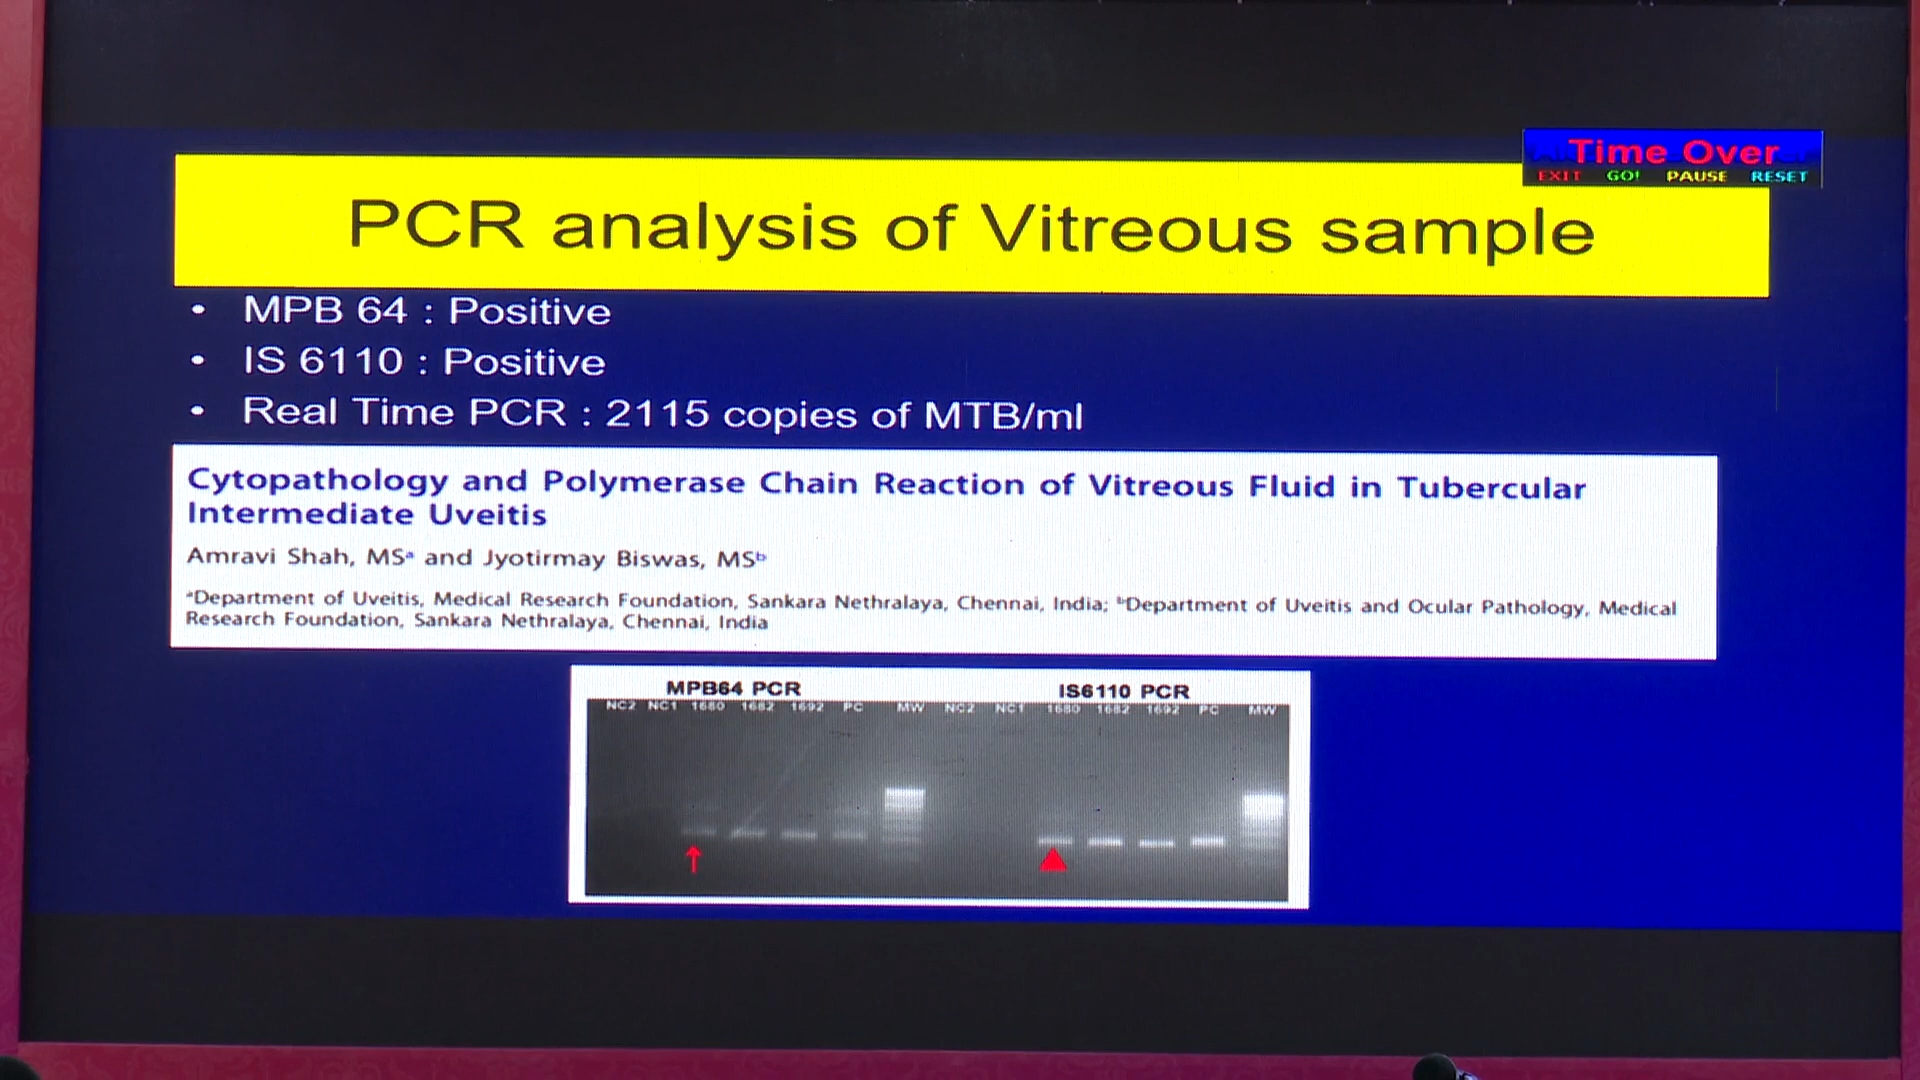 Time Over
EXIT GO! PAUSE RESET
PCR analysis of Vitreous sample
• MPB 64 : Positive
• IS 6110 : Positive
• Real Time PCR : 2115 copies of MTB/ml
Cytopathology and Polymerase Chain Reaction of Vitreous Fluid in Tubercular
Intermediate Uveitis
Amravi Shah, MSᵃ and Jyotirmay Biswas, MSᵇ
ᵃDepartment of Uveitis, Medical Research Foundation, Sankara Nethralaya, Chennai, India; ᵇDepartment of Uveitis and Ocular Pathology, Medical
Research Foundation, Sankara Nethralaya, Chennai, India
MPB64 PCR IS6110 PCR
NC2 NC1 1680 1682 1692 PC MW NC2 NC1 1680 1682 1692 PC MW